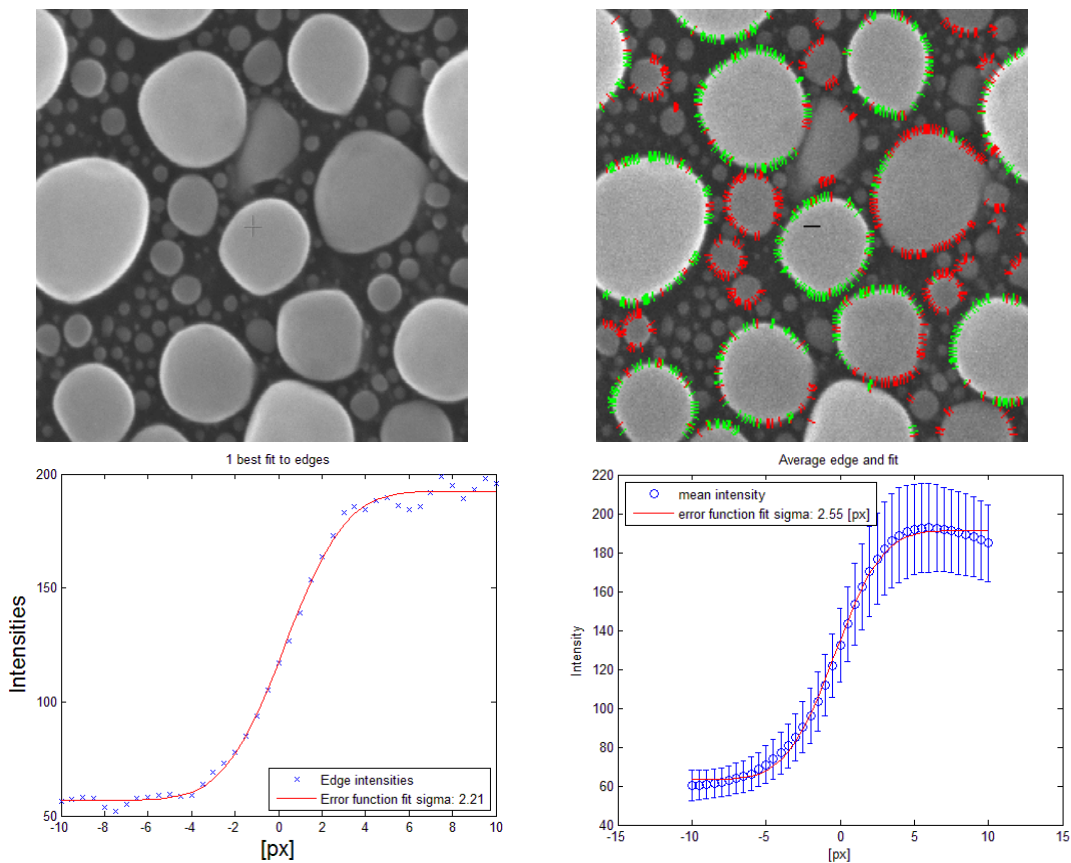 1 best fit to edges
200
150
100
50
Intensities
-10 -8 -6 -4 -2 0 2 4 6 8 10
[px]
Edge intensities
Error function fit sigma: 2.21
Average edge and fit
220
200
180
160
140
120
100
80
60
40
Intensity
-15 -10 -5 0 5 10 15
[px]
mean intensity
error function fit sigma: 2.55 [px]